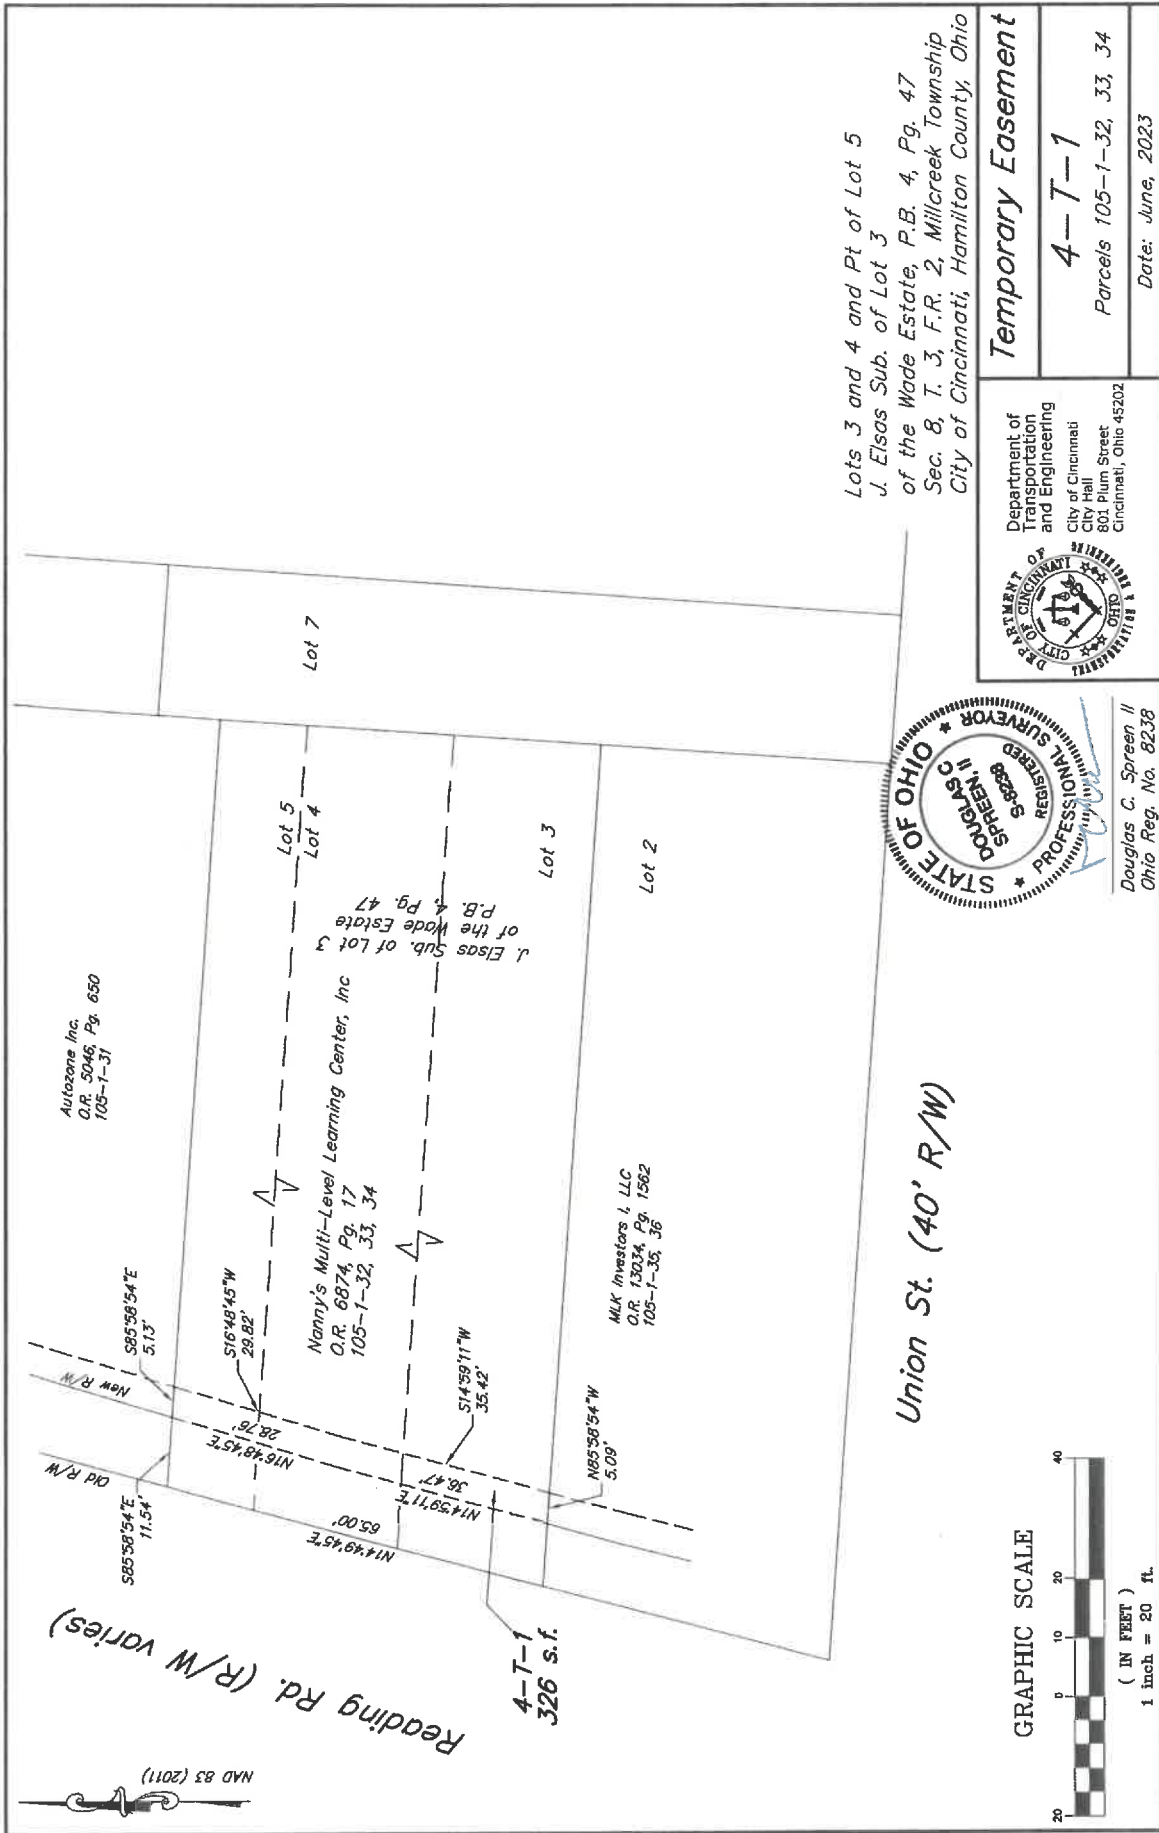 NAD 83 (2011)
Reading Rd. (R/W varies)
Old R/W
New R/W
S85°58'54"E
11.54'
S85°58'54"E
5.13'
Autozone Inc.
O.R. 5046, Pg. 650
105-1-31
S16°48'45"W
29.82'
N16°48'45"E
28.76'
N14°49'45"E
65.00'
N14°59'11"E
36.47'
S14°59'11"W
35.42'
N85°58'54"W
5.09'
4-T-1
326 s.f.
Nanny's Multi-Level Learning Center, Inc
O.R. 6874, Pg. 17
105-1-32, 33, 34
J. Elsas Sub. of Lot 3
of the Wade Estate
P.B. 4, Pg. 47
Lot 5
Lot 4
Lot 7
Lot 3
Lot 2
MLK Investors I, LLC
O.R. 13034, Pg. 1562
105-1-35, 36
Union St. (40' R/W)
Lots 3 and 4 and Pt of Lot 5
J. Elsas Sub. of Lot 3
of the Wade Estate, P.B. 4, Pg. 47
Sec. 8, T. 3, F.R. 2, Millcreek Township
City of Cincinnati, Hamilton County, Ohio
GRAPHIC SCALE
20 0 10 20 40
( IN FEET )
1 inch = 20 ft.
STATE OF OHIO
DOUGLAS C
SPREEN, II
S-8238
REGISTERED
PROFESSIONAL SURVEYOR
Douglas C. Spreen II
Ohio Reg. No. 8238
DEPARTMENT OF
CITY OF CINCINNATI
OHIO
Department of
Transportation
and Engineering
City of Cincinnati
City Hall
801 Plum Street
Cincinnati, Ohio 45202
Temporary Easement
4-T-1
Parcels 105-1-32, 33, 34
Date: June, 2023